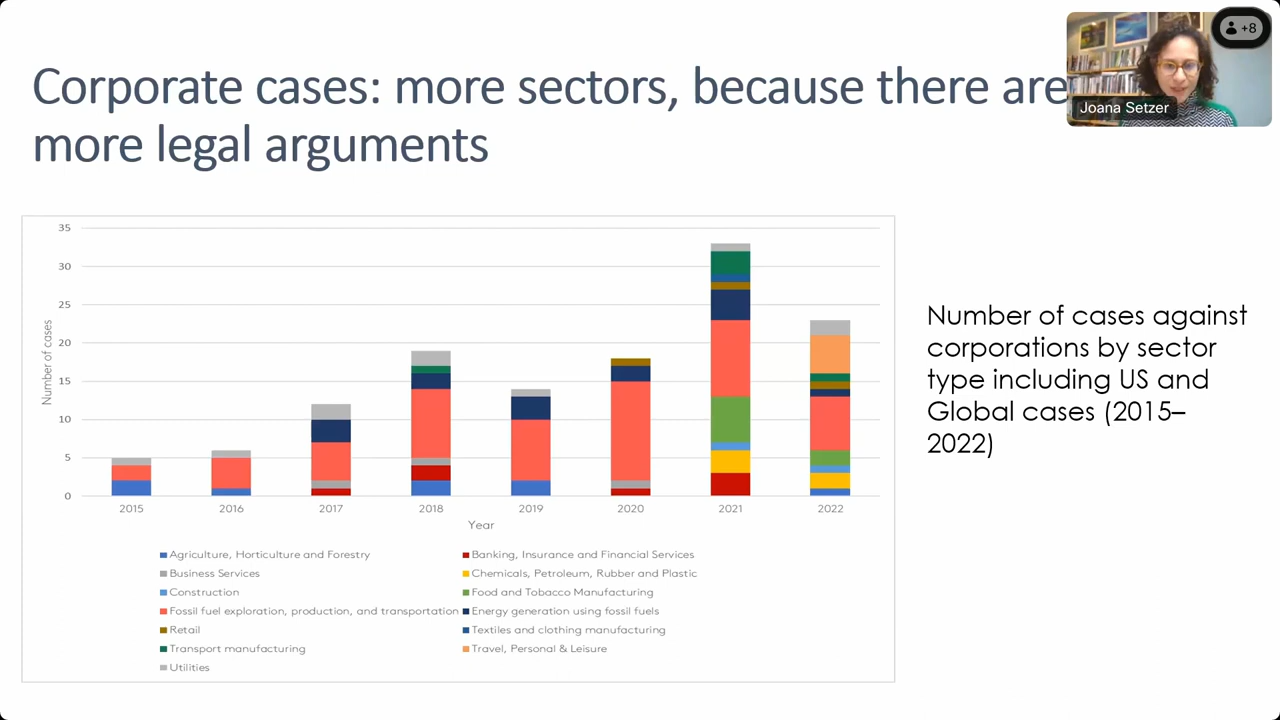 Corporate cases: more sectors, because there are
more legal arguments
+8
Joana Setzer
Number of cases
35
30
25
20
15
10
5
0
2015 2016 2017 2018 2019 2020 2021 2022
Year
Agriculture, Horticulture and Forestry
Banking, Insurance and Financial Services
Business Services
Chemicals, Petroleum, Rubber and Plastic
Construction
Food and Tobacco Manufacturing
Fossil fuel exploration, production, and transportation
Energy generation using fossil fuels
Retail
Textiles and clothing manufacturing
Transport manufacturing
Travel, Personal & Leisure
Utilities
Number of cases against
corporations by sector
type including US and
Global cases (2015–
2022)